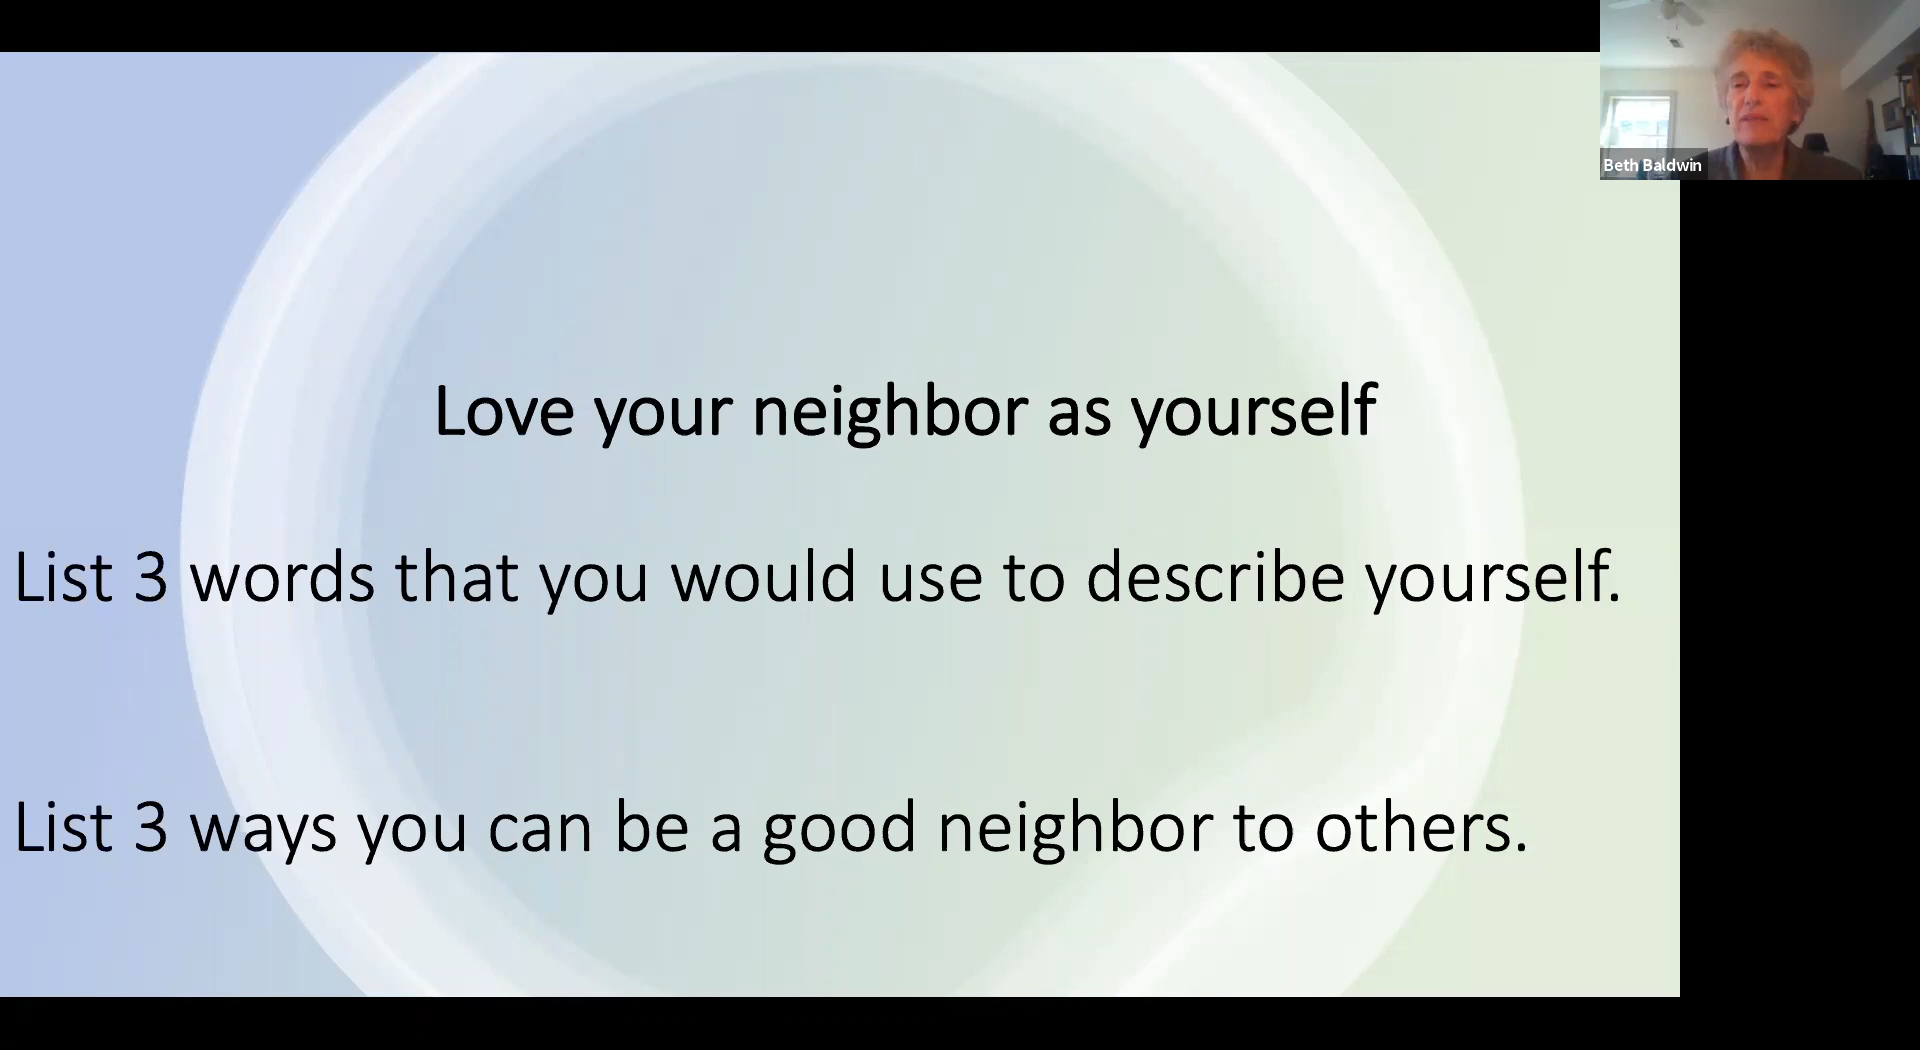 Beth Baldwin
Love your neighbor as yourself
List 3 words that you would use to describe yourself.
List 3 ways you can be a good neighbor to others.